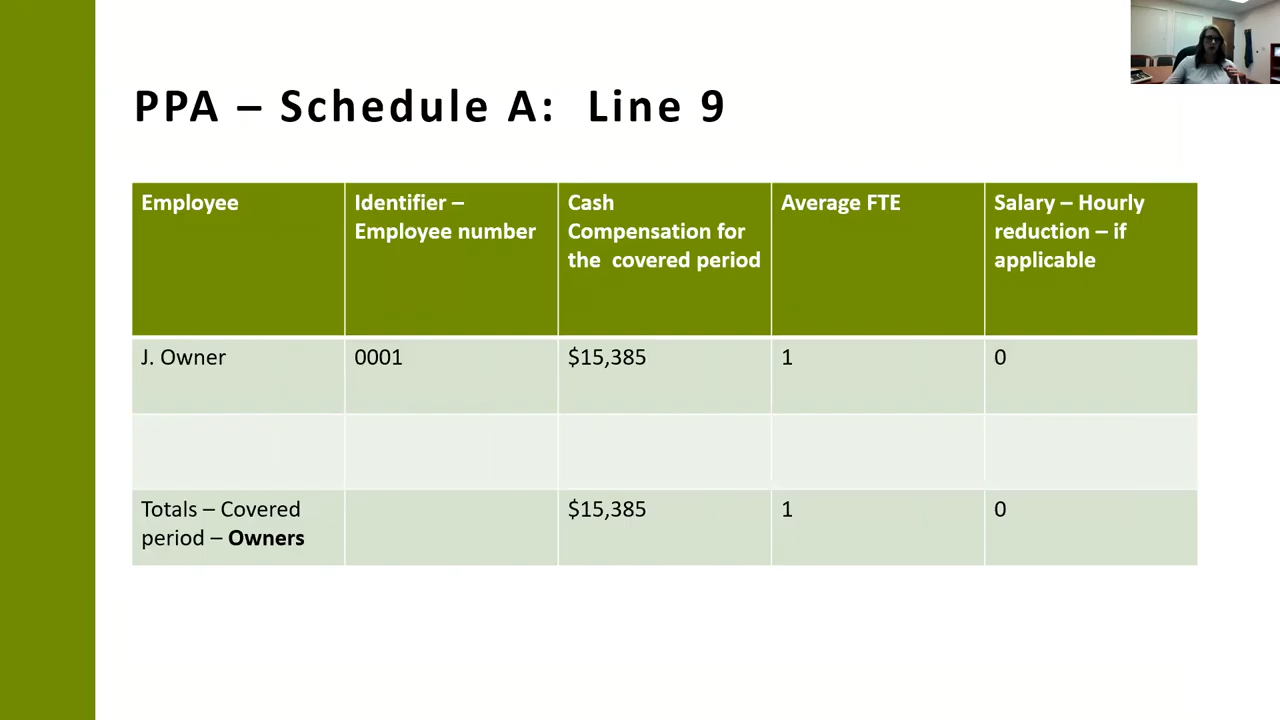 PPA – Schedule A: Line 9
Employee
Identifier –
Employee number
Cash
Compensation for
the covered period
Average FTE
Salary – Hourly
reduction – if
applicable
J. Owner
0001
$15,385
1
0
Totals – Covered
period – Owners
$15,385
1
0